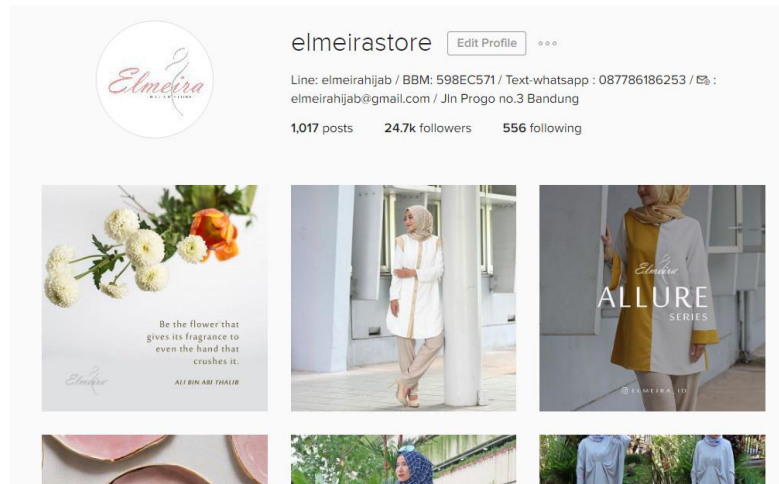 elmeirastore Edit Profile
Line: elmeirahijab / BBM: 598EC571 / Text-whatsapp : 087786186253 / :
elmeirahijab@gmail.com / Jln Progo no.3 Bandung
1,017 posts 24.7k followers 556 following
Elmeira
Be the flower that
gives its fragrance to
even the hand that
crushes it.
ALI BIN ABI THALIB
Elmeira
Elmeira
ALLURE
SERIES
ELMEIRA_ID